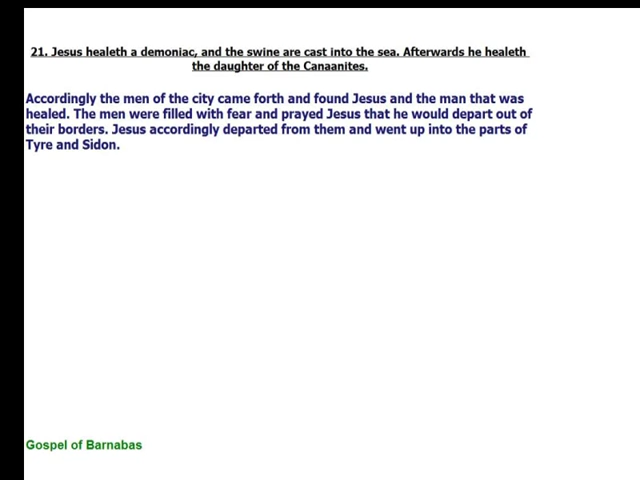 21. Jesus healeth a demoniac, and the swine are cast into the sea. Afterwards he healeth
the daughter of the Canaanites.
Accordingly the men of the city came forth and found Jesus and the man that was
healed. The men were filled with fear and prayed Jesus that he would depart out of
their borders. Jesus accordingly departed from them and went up into the parts of
Tyre and Sidon.
Gospel of Barnabas